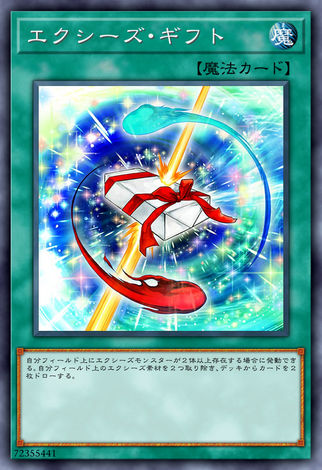 エクシーズ・ギフト
魔
【魔法カード】
自分フィールド上にエクシーズモンスターが2体以上存在する場合に発動でき
る。自分フィールド上のエクシーズ素材を2つ取り除き、デッキからカードを2
枚ドローする。
72355441